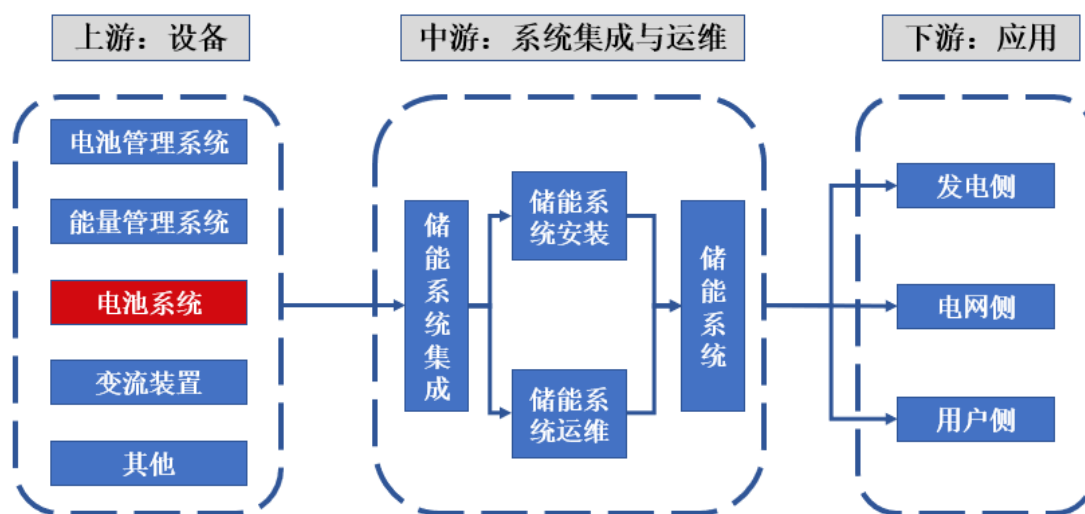 上游：设备
中游：系统集成与运维
下游：应用
电池管理系统
能量管理系统
电池系统
变流装置
其他
储能系统集成
储能系
统安装
储能系
统运维
储能系统
发电侧
电网侧
用户侧